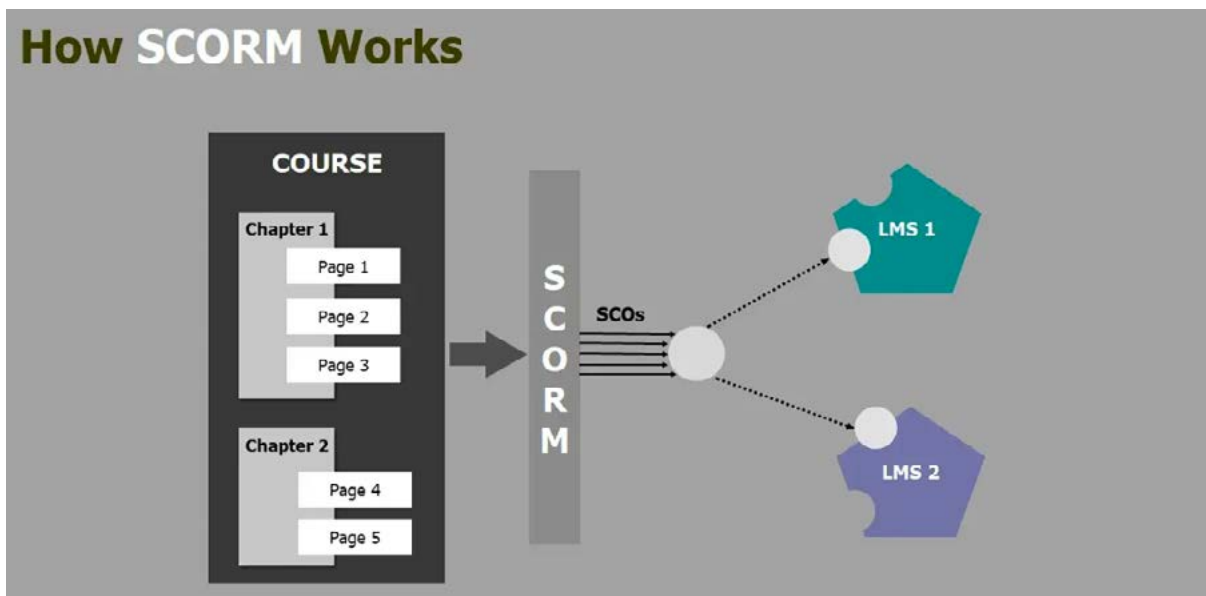 How SCORM Works
COURSE
Chapter 1
Page 1
Page 2
Page 3
Chapter 2
Page 4
Page 5
SCORM
SCOs
LMS 1
LMS 2